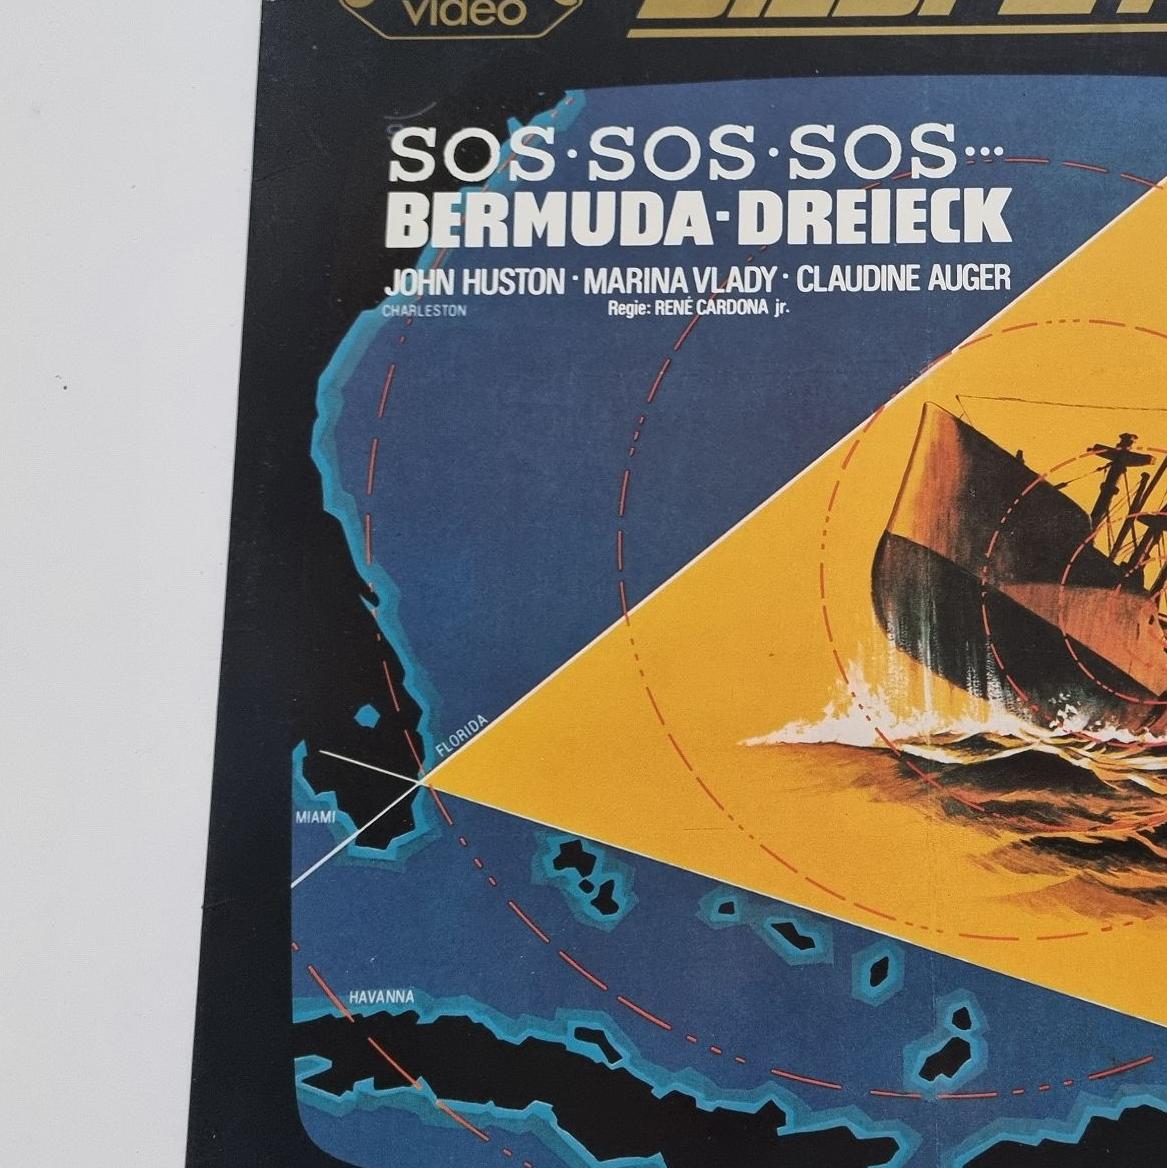 video
SOS·SOS·SOS...
BERMUDA-DREIECK
JOHN HUSTON · MARINA VLADY · CLAUDINE AUGER
Regie: RENÉ CARDONA jr.
CHARLESTON
FLORIDA
MIAMI
HAVANNA